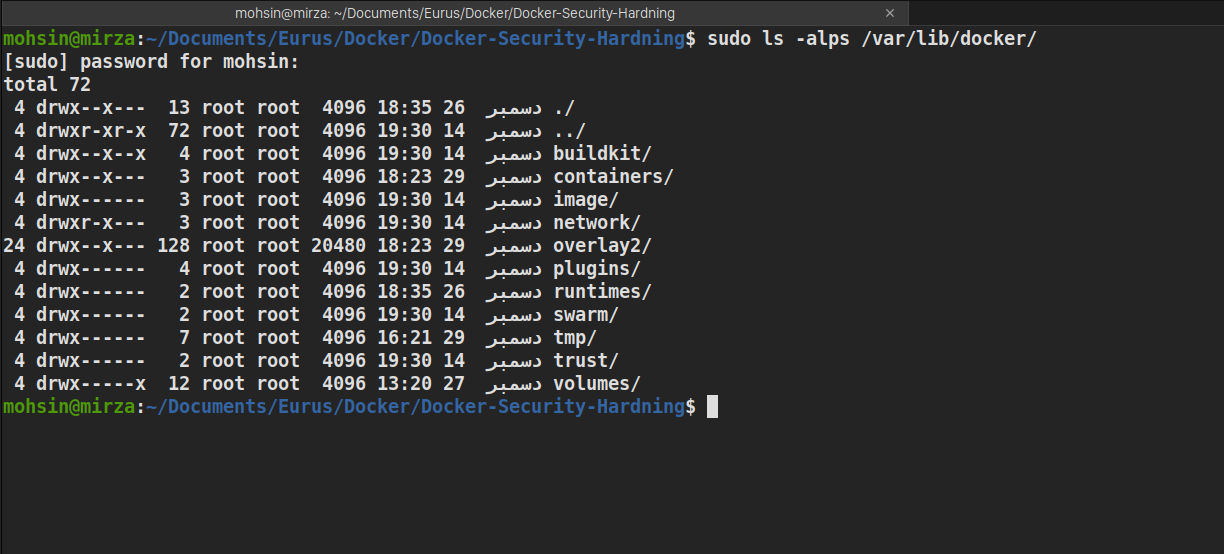 mohsin@mirza: ~/Documents/Eurus/Docker/Docker-Security-Hardning ×
mohsin@mirza:~/Documents/Eurus/Docker/Docker-Security-Hardning$ sudo ls -alps /var/lib/docker/
[sudo] password for mohsin:
total 72
 4 drwx--x---  13 root root  4096 18:35 26  دسمبر ./
 4 drwxr-xr-x  72 root root  4096 19:30 14  دسمبر ../
 4 drwx--x--x   4 root root  4096 19:30 14  دسمبر buildkit/
 4 drwx--x---   3 root root  4096 18:23 29  دسمبر containers/
 4 drwx------   3 root root  4096 19:30 14  دسمبر image/
 4 drwxr-x---   3 root root  4096 19:30 14  دسمبر network/
24 drwx--x--- 128 root root 20480 18:23 29  دسمبر overlay2/
 4 drwx------   4 root root  4096 19:30 14  دسمبر plugins/
 4 drwx------   2 root root  4096 18:35 26  دسمبر runtimes/
 4 drwx------   2 root root  4096 19:30 14  دسمبر swarm/
 4 drwx------   7 root root  4096 16:21 29  دسمبر tmp/
 4 drwx------   2 root root  4096 19:30 14  دسمبر trust/
 4 drwx-----x  12 root root  4096 13:20 27  دسمبر volumes/
mohsin@mirza:~/Documents/Eurus/Docker/Docker-Security-Hardning$